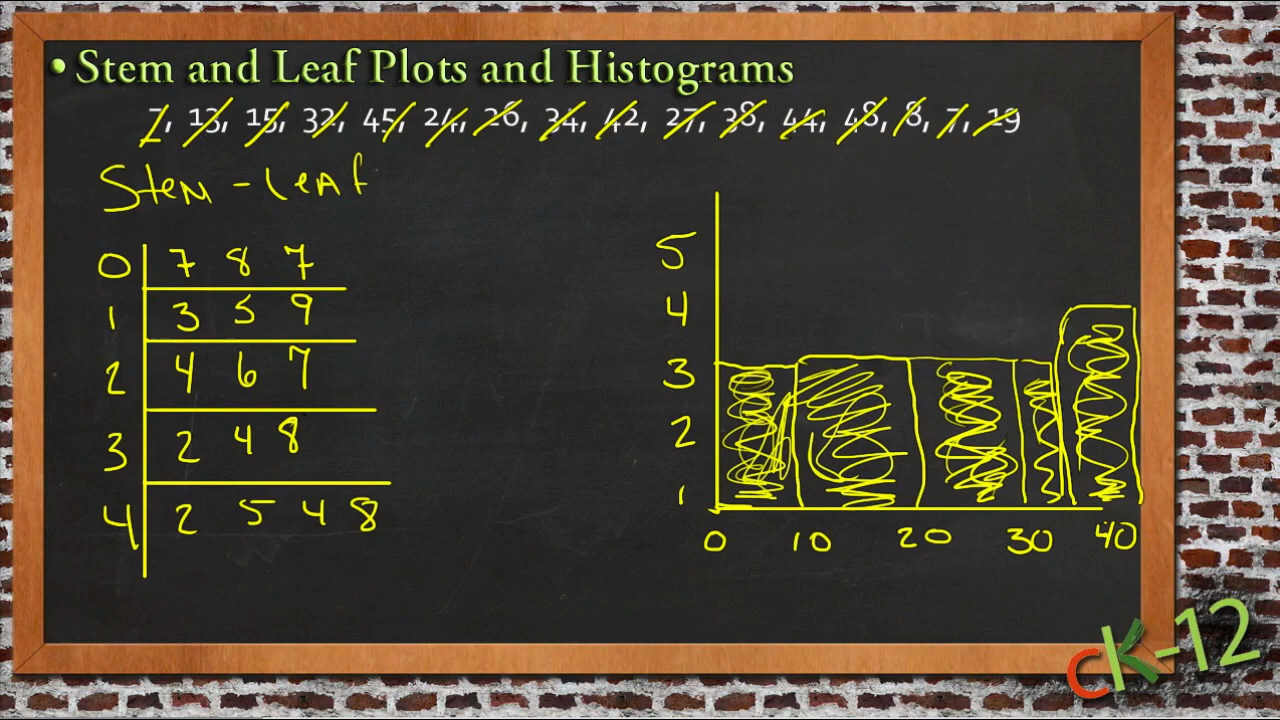 • Stem and Leaf Plots and Histograms
7, 13, 15, 32, 45, 24, 26, 34, 42, 27, 38, 44, 48, 8, 7, 19
Stem - Leaf
0 7 8 7
1 3 5 9
2 4 6 7
3 2 4 8
4 2 5 4 8
5
4
3
2
1
0 10 20 30 40
cK-12